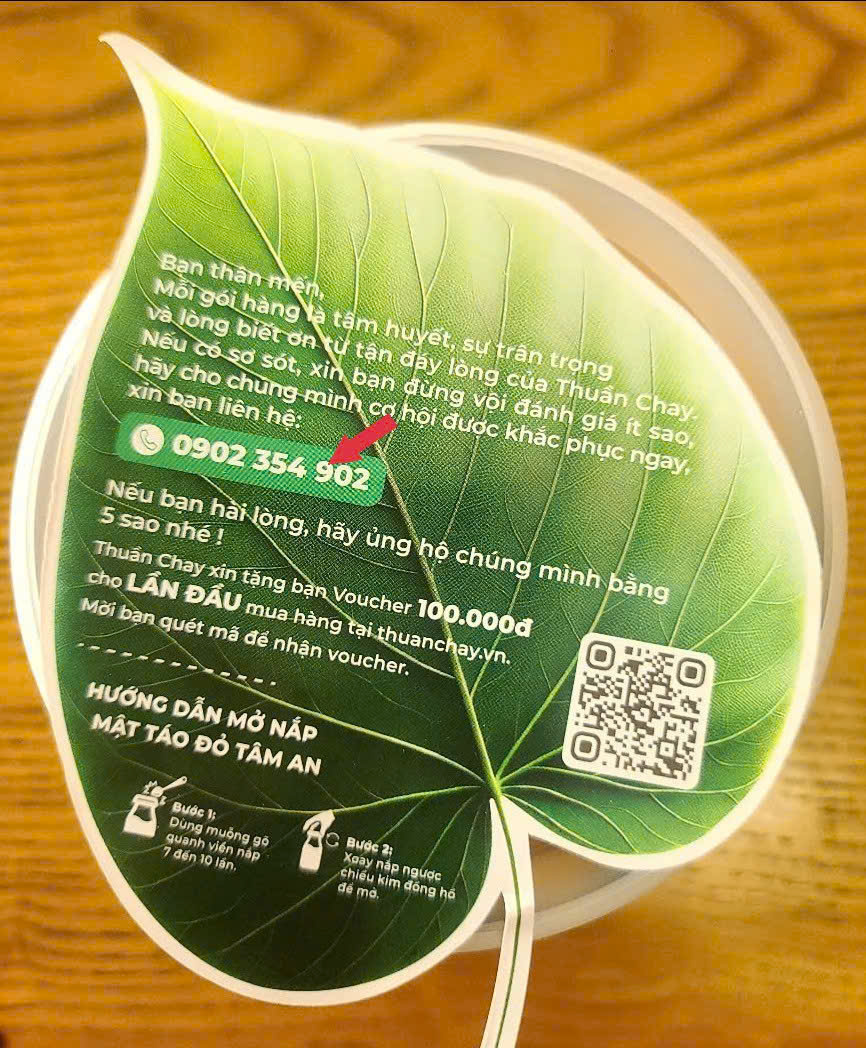 Bạn thân mến,
Mỗi gói hàng là tâm huyết, sự trân trọng
và lòng biết ơn từ tận đáy lòng của Thuần Chay.
Nếu có sơ sót, xin bạn đừng vội đánh giá ít sao,
hãy cho chúng mình cơ hội được khắc phục ngay,
xin bạn liên hệ:
0902 354 902
Nếu bạn hài lòng, hãy ủng hộ chúng mình bằng
5 sao nhé !
Thuần Chay xin tặng bạn Voucher 100.000đ
cho LẦN ĐẦU mua hàng tại thuanchay.vn.
Mời bạn quét mã để nhận voucher.
HƯỚNG DẪN MỞ NẮP
MẬT TÁO ĐỎ TÂM AN
Bước 1:
Dùng muỗng gõ
quanh viền nắp
7 đến 10 lần.
Bước 2:
Xoay nắp ngược
chiều kim đồng hồ
để mở.